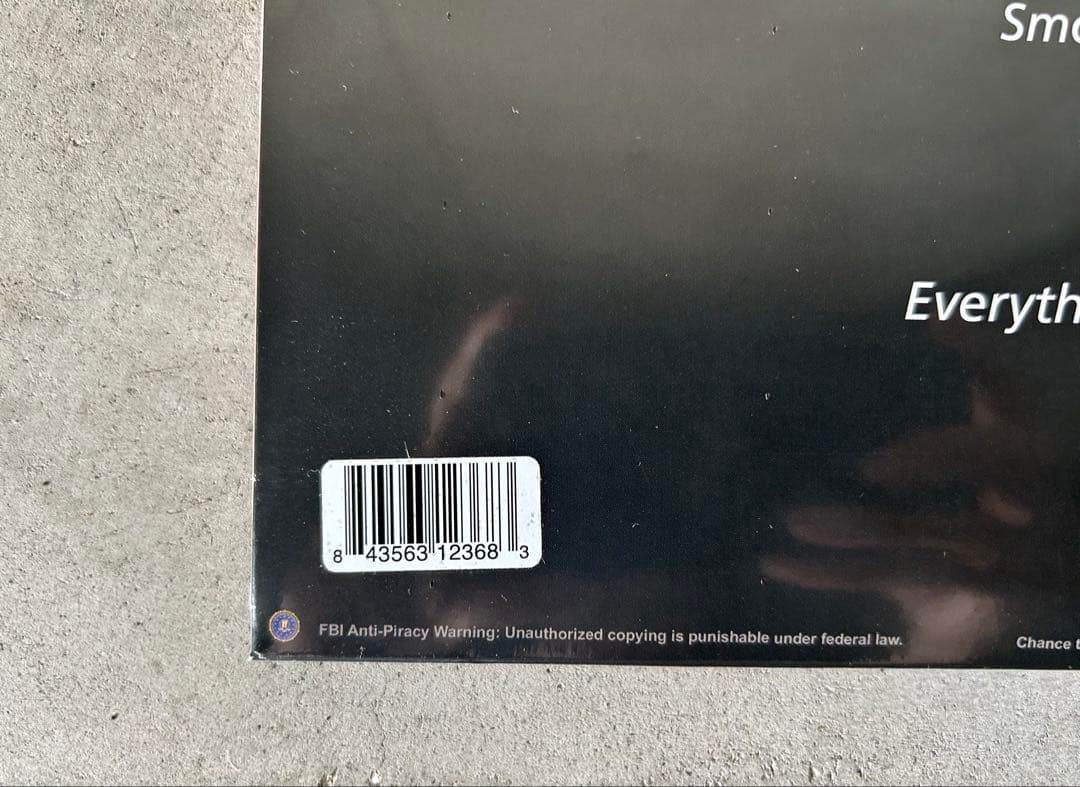 Smo
Everyth
8 43563 12368 3
FBI Anti-Piracy Warning: Unauthorized copying is punishable under federal law.
Chance t